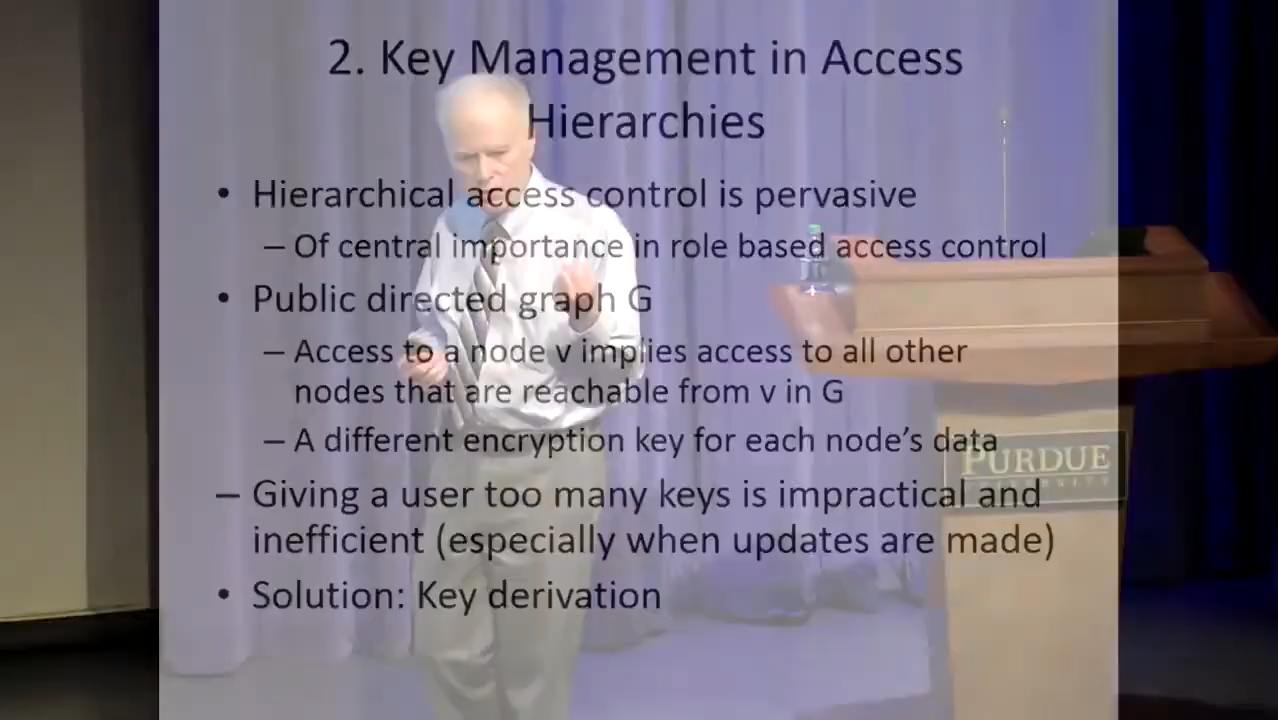 2. Key Management in Access
Hierarchies
• Hierarchical access control is pervasive
– Of central importance in role based access control
• Public directed graph G
– Access to a node v implies access to all other
nodes that are reachable from v in G
– A different encryption key for each node's data
– Giving a user too many keys is impractical and
inefficient (especially when updates are made)
• Solution: Key derivation
PURDUE
UNIVERSITY